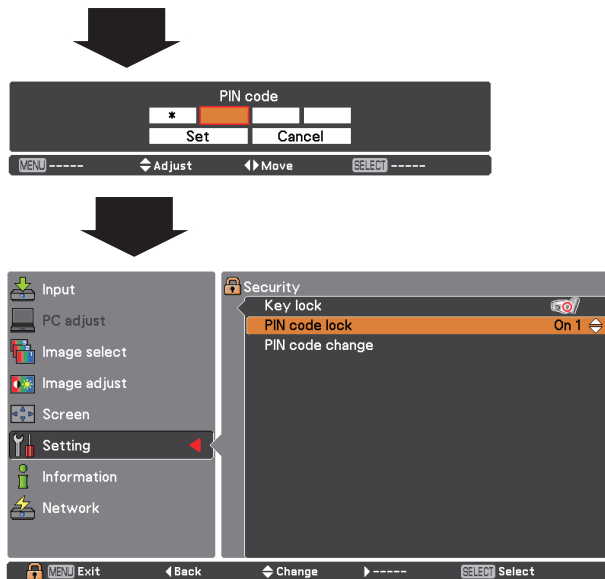 PIN code
*
Set Cancel
MENU ----- Adjust Move SELECT -----
Input
PC adjust
Image select
Image adjust
Screen
Setting
Information
Network
Security
Key lock
PIN code lock On 1
PIN code change
MENU Exit Back Change ----- SELECT Select